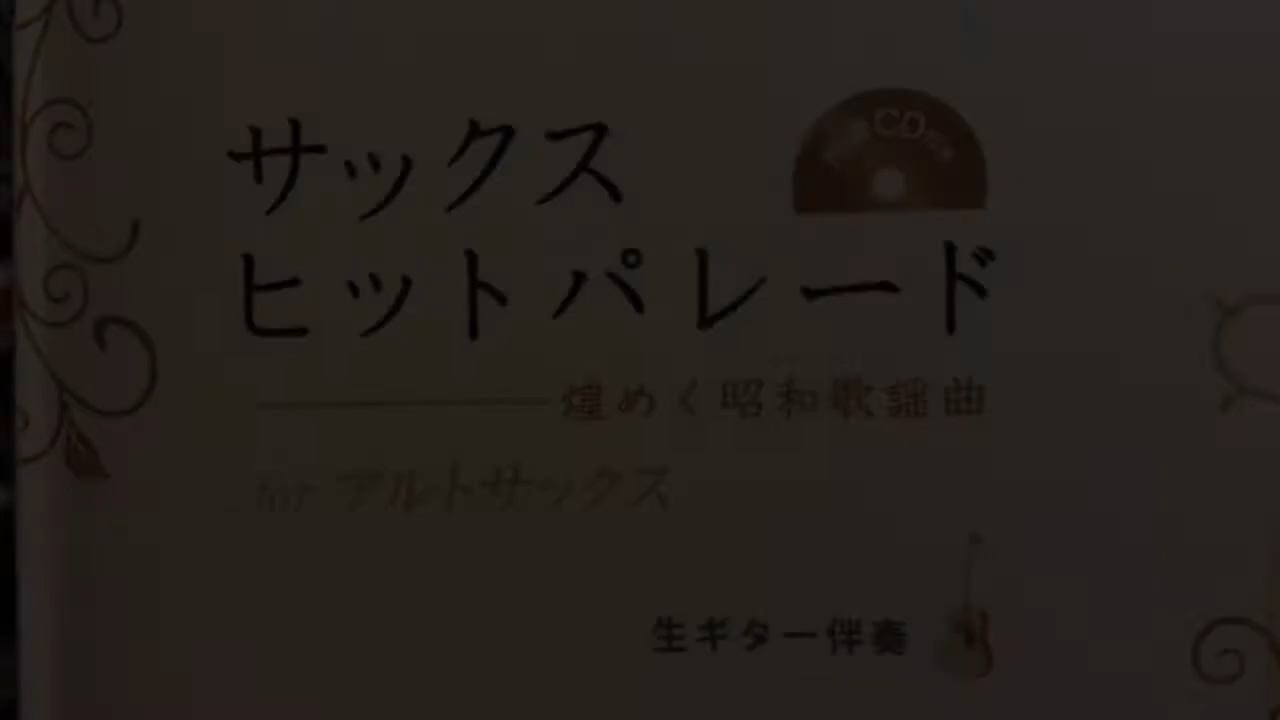 サックス
CD
ヒットパレード
煌めく昭和歌謡曲
for アルトサックス
生ギター伴奏